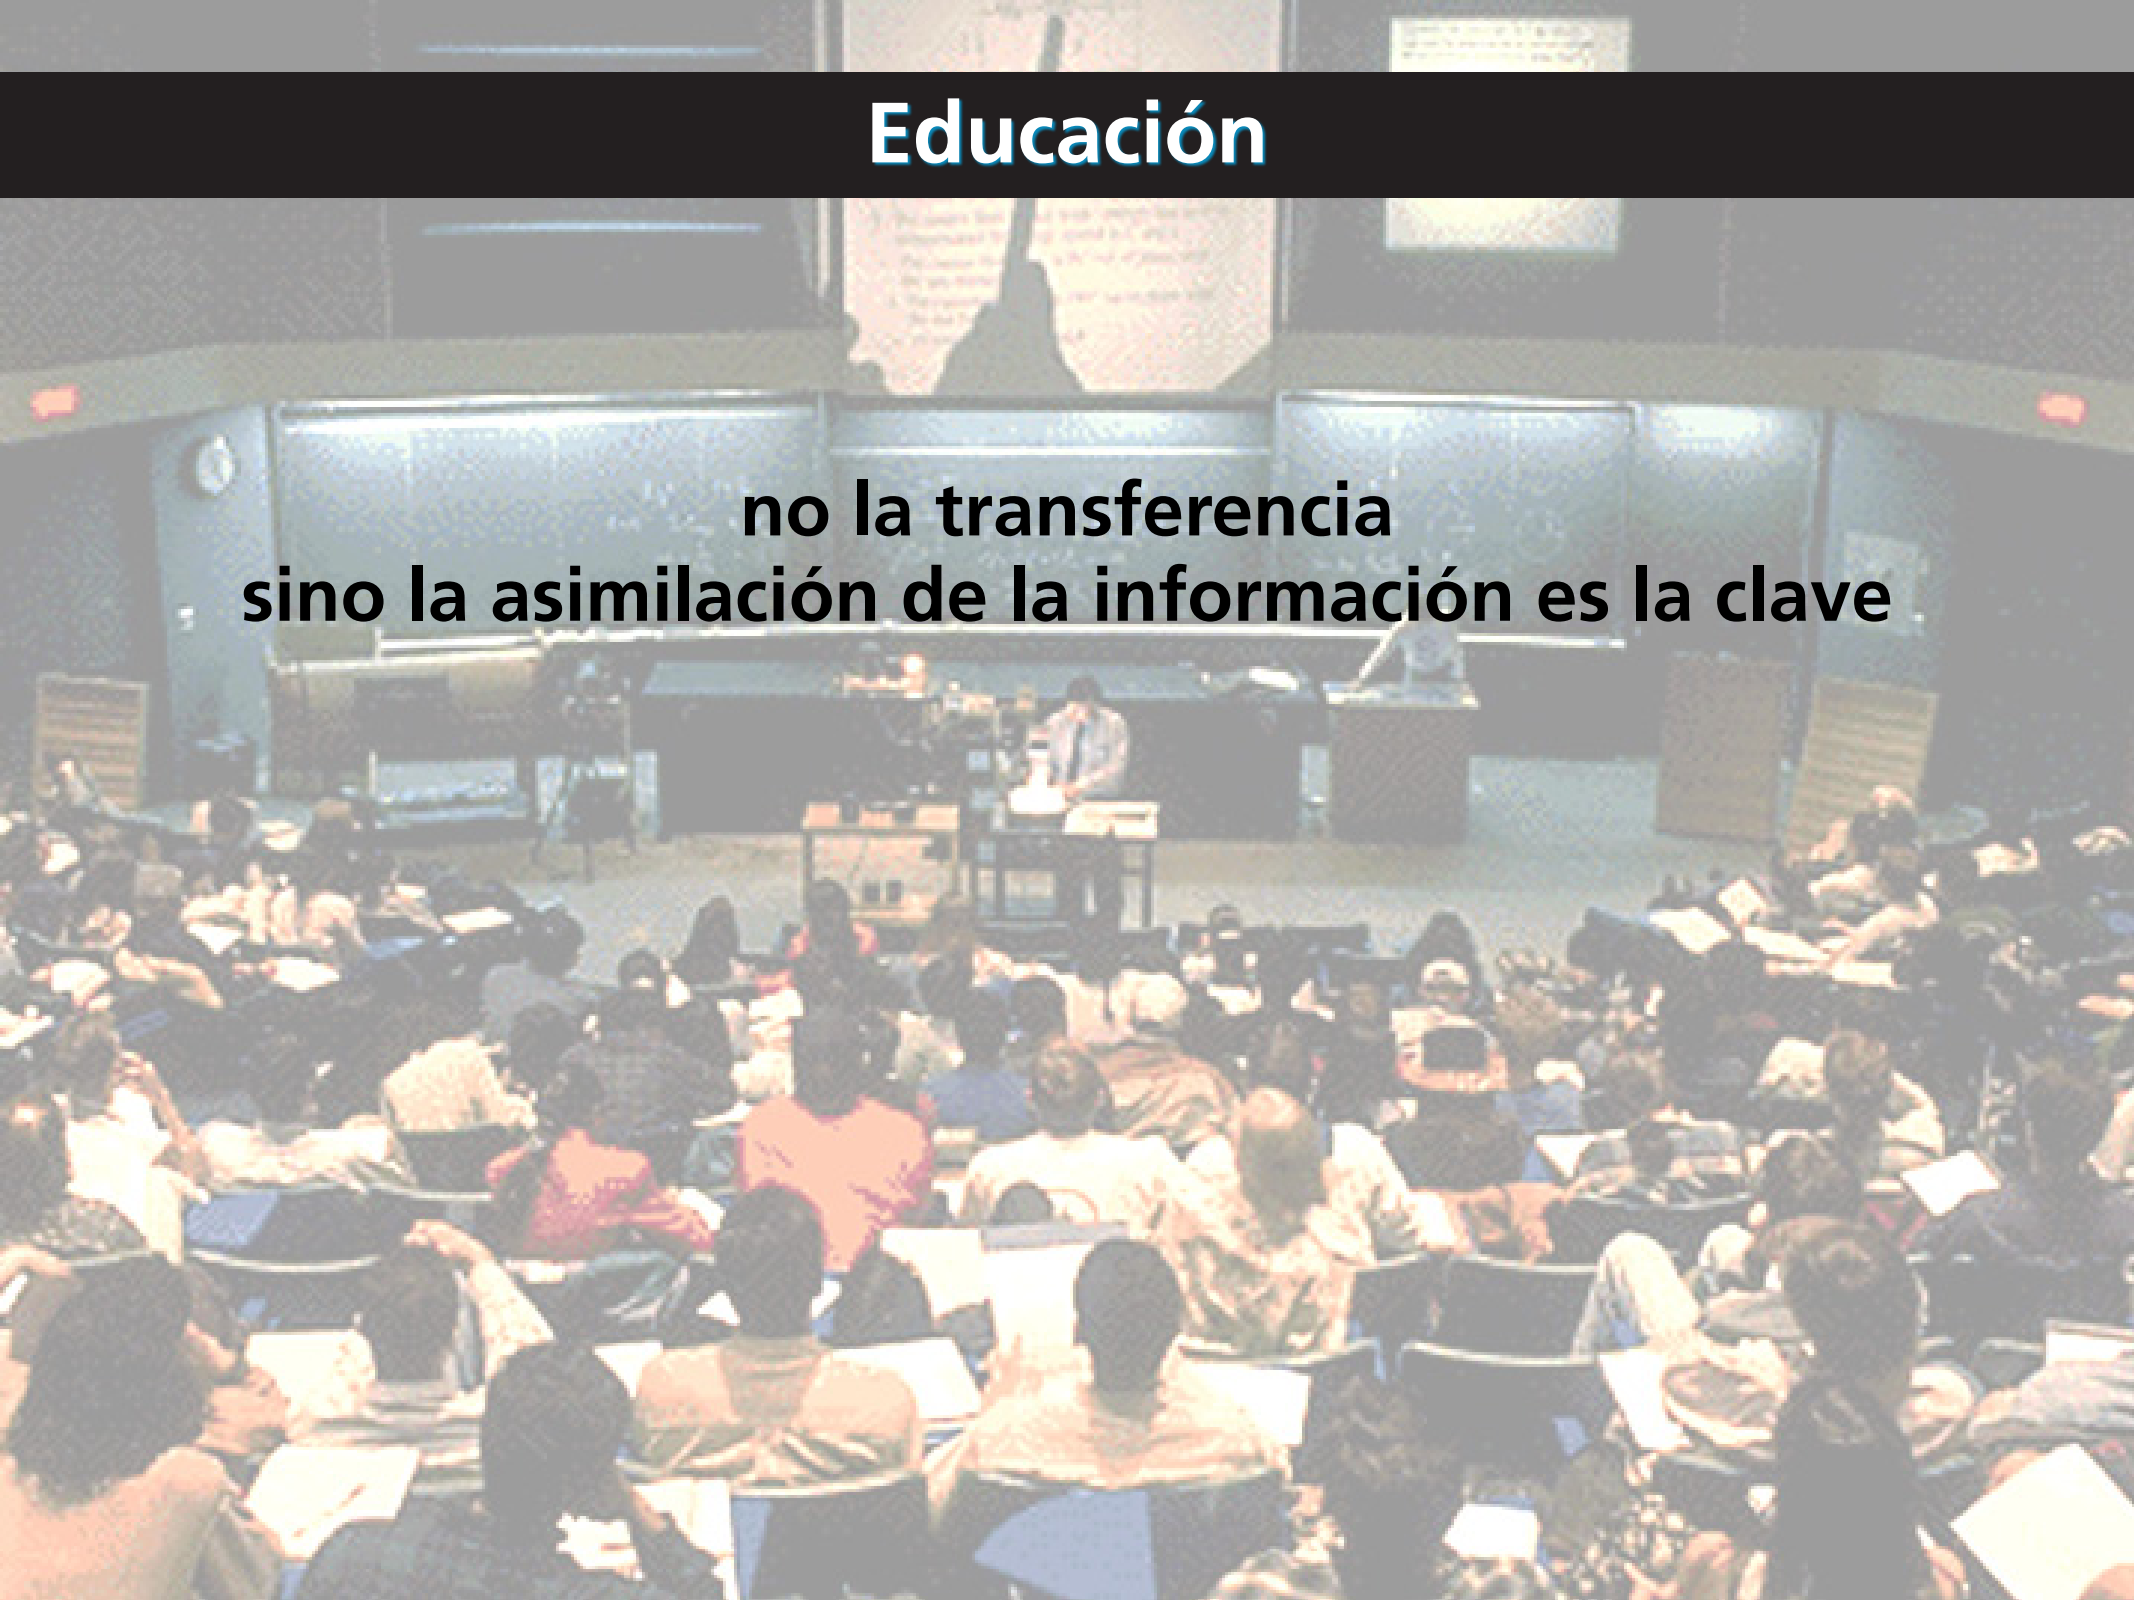 Educación
no la transferencia
sino la asimilación de la información es la clave